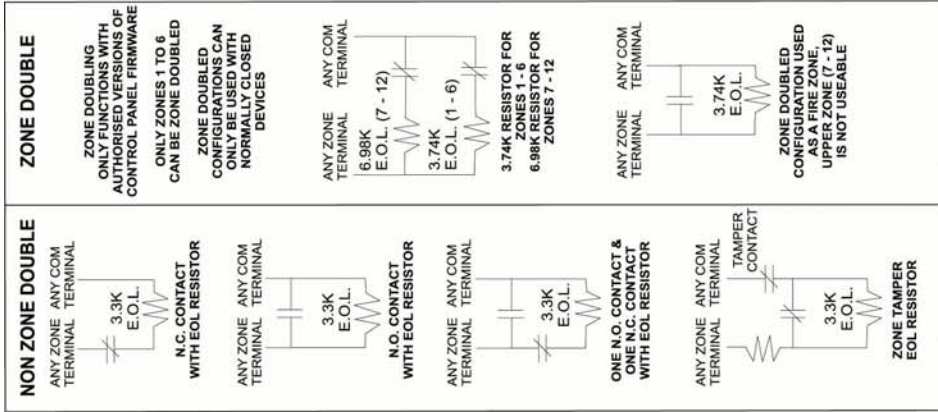 NON ZONE DOUBLE
ANY ZONE
TERMINAL
ANY COM
TERMINAL
3.3K
E.O.L.
N.C. CONTACT
WITH EOL RESISTOR
ANY ZONE
TERMINAL
ANY COM
TERMINAL
3.3K
E.O.L.
N.O. CONTACT
WITH EOL RESISTOR
ANY ZONE
TERMINAL
ANY COM
TERMINAL
3.3K
E.O.L.
ONE N.O. CONTACT &
ONE N.C. CONTACT
WITH EOL RESISTOR
ANY ZONE
TERMINAL
ANY COM
TERMINAL
TAMPER
CONTACT
3.3K
E.O.L.
ZONE TAMPER
EOL RESISTOR
ZONE DOUBLE
ZONE DOUBLING
ONLY FUNCTIONS WITH
AUTHORISED VERSIONS OF
CONTROL PANEL FIRMWARE
ONLY ZONES 1 TO 6
CAN BE ZONE DOUBLED
ZONE DOUBLED
CONFIGURATIONS CAN
ONLY BE USED WITH
NORMALLY CLOSED
DEVICES
ANY ZONE
TERMINAL
ANY COM
TERMINAL
6.98K
E.O.L. (7 - 12)
3.74K
E.O.L. (1 - 6)
3.74K RESISTOR FOR
ZONES 1 - 6
6.98K RESISTOR FOR
ZONES 7 - 12
ANY ZONE
TERMINAL
ANY COM
TERMINAL
3.74K
E.O.L.
ZONE DOUBLED
CONFIGURATION USED
AS A FIRE ZONE,
UPPER ZONE (7 - 12)
IS NOT USEABLE